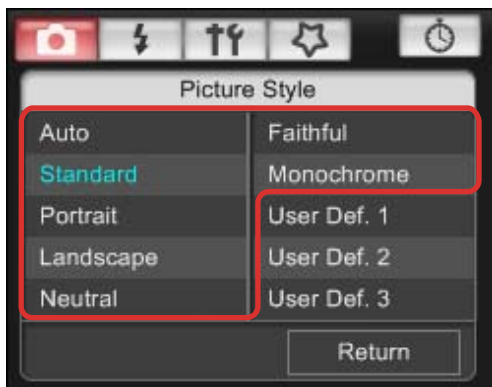 Picture Style
Auto
Standard
Portrait
Landscape
Neutral
Faithful
Monochrome
User Def. 1
User Def. 2
User Def. 3
Return